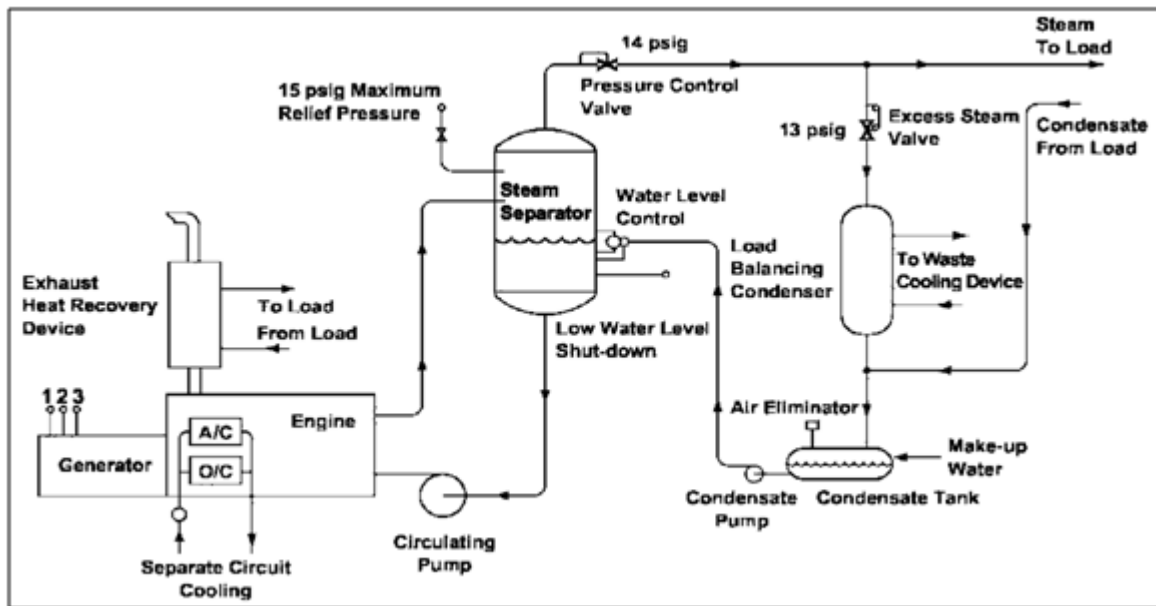 14 psig
Steam
To Load
15 psig Maximum
Relief Pressure
Pressure Control
Valve
13 psig
Excess Steam
Valve
Condensate
From Load
Steam
Separator
Water Level
Control
Load
Balancing
Condenser
To Waste
Cooling Device
Exhaust
Heat Recovery
Device
To Load
From Load
Low Water Level
Shut-down
1 2 3
Engine
Generator
A/C
O/C
Air Eliminator
Make-up
Water
Condensate
Pump
Condensate Tank
Circulating
Pump
Separate Circuit
Cooling